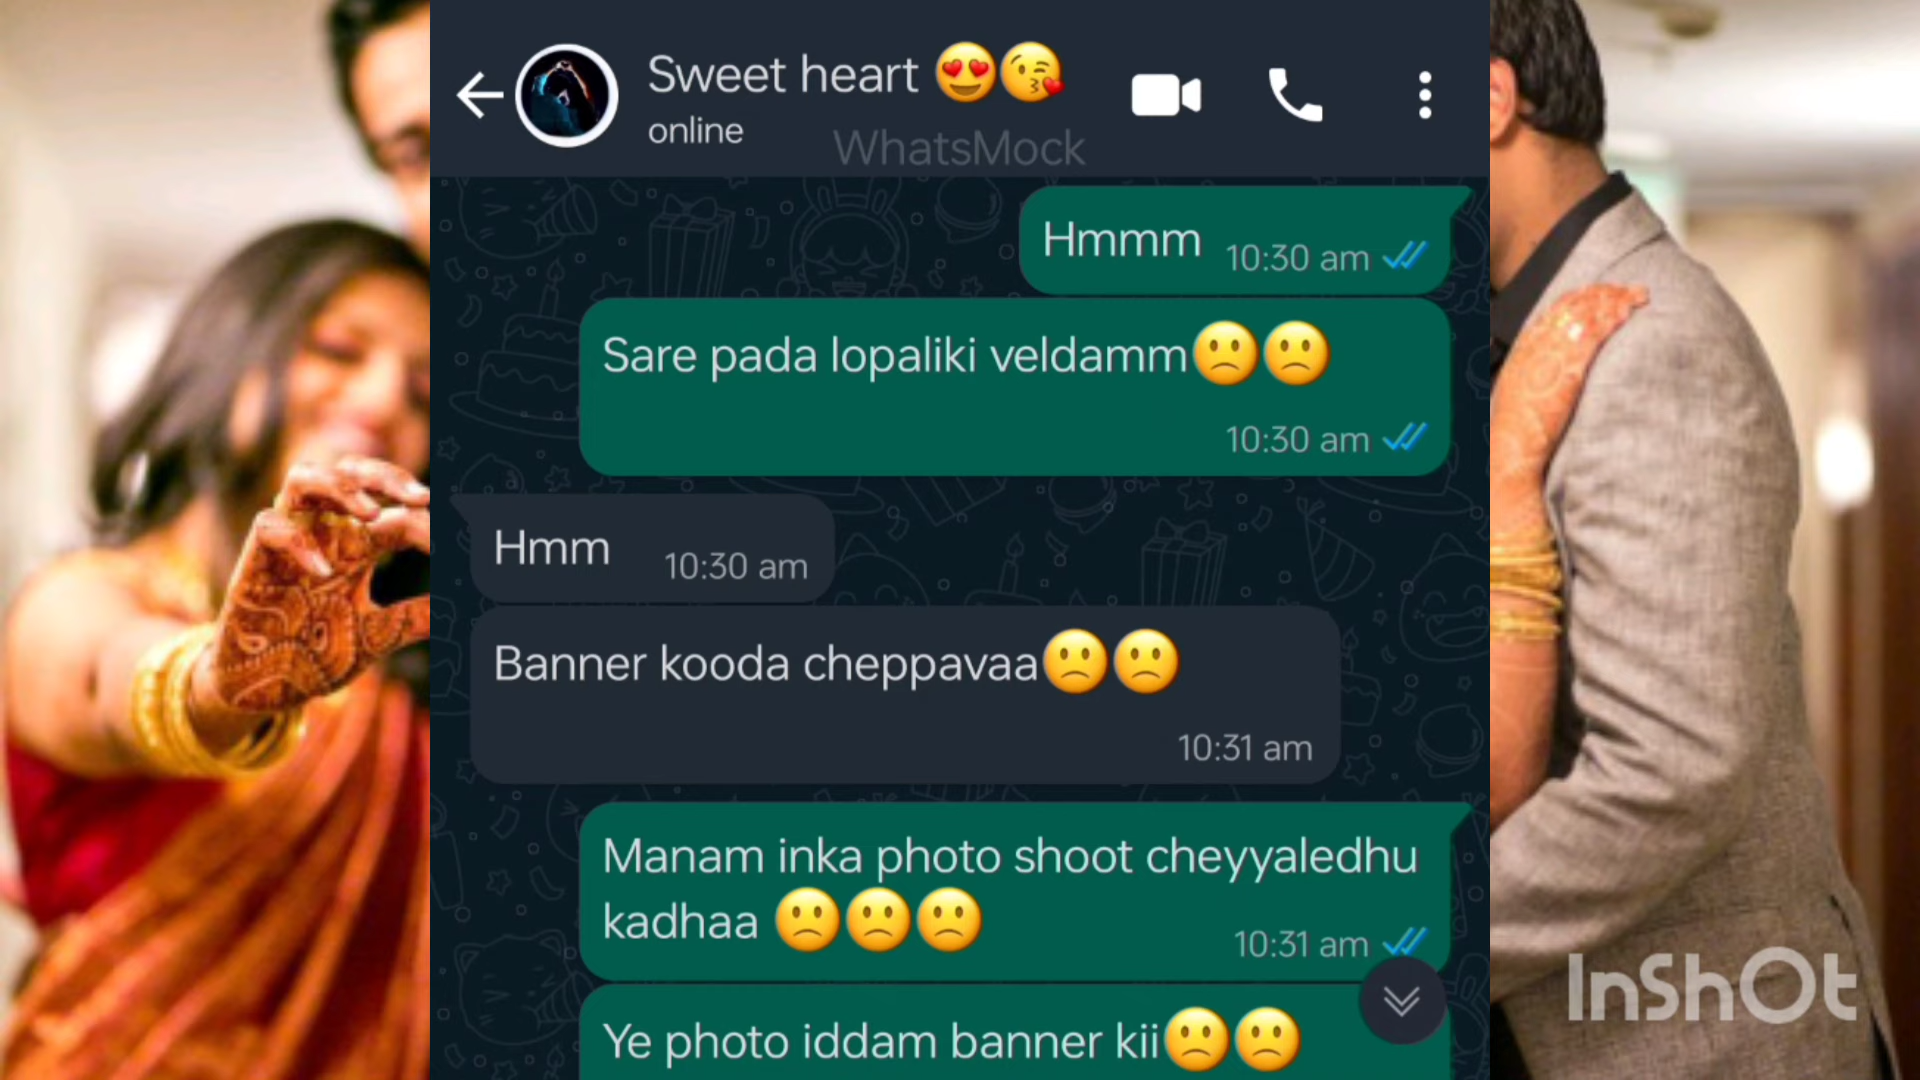 Sweet heart 😍😘
online
WhatsMock
Hmmm 10:30 am
Sare pada lopaliki veldamm🙁🙁
10:30 am
Hmm 10:30 am
Banner kooda cheppavaa🙁🙁
10:31 am
Manam inka photo shoot cheyyaledhu
kadhaa 🙁🙁🙁 10:31 am
Ye photo iddam banner kii🙁🙁
InShOt